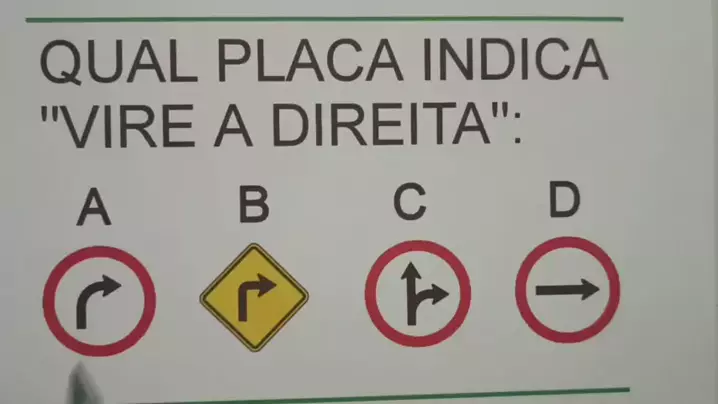 QUAL PLACA INDICA
"VIRE A DIREITA":
A B C D